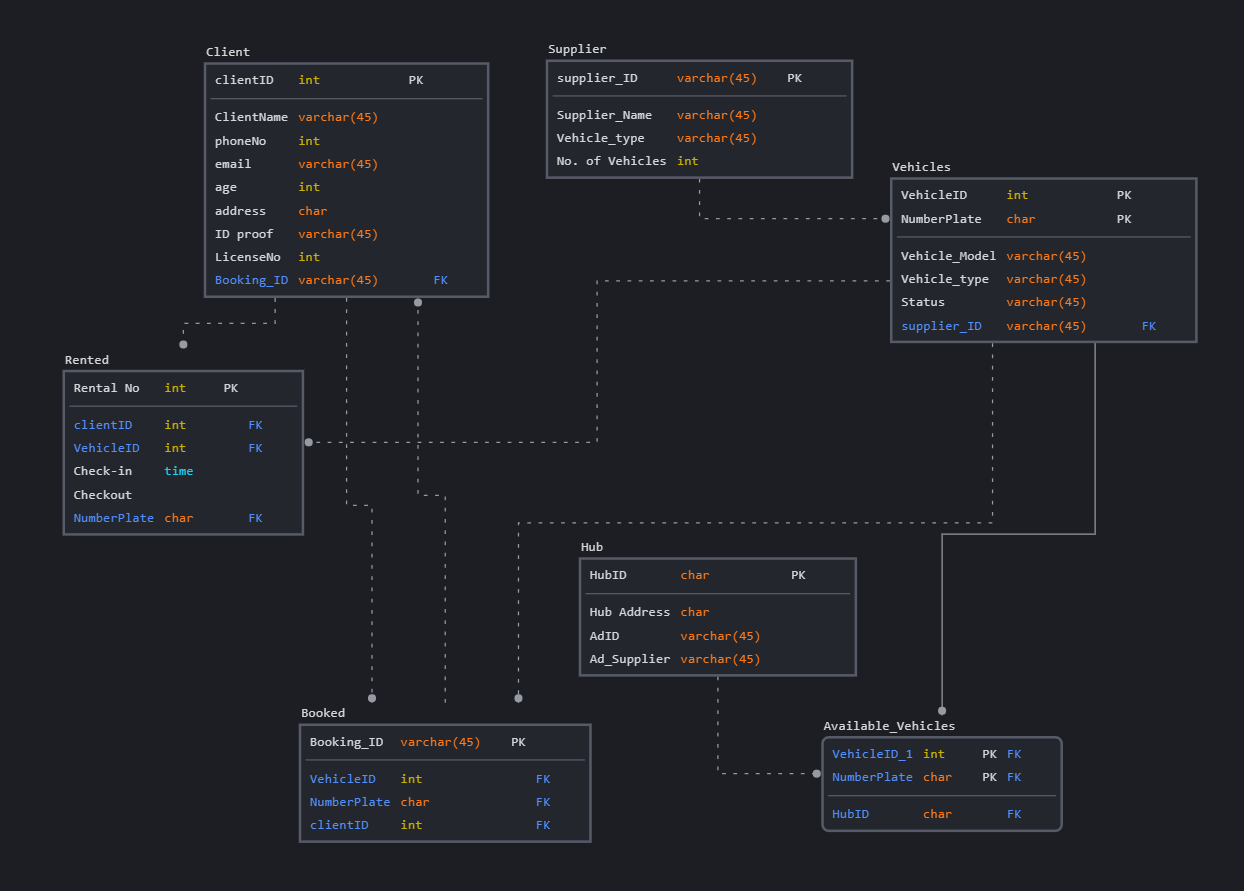 Client
clientID int PK
ClientName varchar(45)
phoneNo int
email varchar(45)
age int
address char
ID proof varchar(45)
LicenseNo int
Booking_ID varchar(45) FK
Supplier
supplier_ID varchar(45) PK
Supplier_Name varchar(45)
Vehicle_type varchar(45)
No. of Vehicles int
Vehicles
VehicleID int PK
NumberPlate char PK
Vehicle_Model varchar(45)
Vehicle_type varchar(45)
Status varchar(45)
supplier_ID varchar(45) FK
Rented
Rental No int PK
clientID int FK
VehicleID int FK
Check-in time
Checkout
NumberPlate char FK
Hub
HubID char PK
Hub Address char
AdID varchar(45)
Ad_Supplier varchar(45)
Booked
Booking_ID varchar(45) PK
VehicleID int FK
NumberPlate char FK
clientID int FK
Available_Vehicles
VehicleID_1 int PK FK
NumberPlate char PK FK
HubID char FK